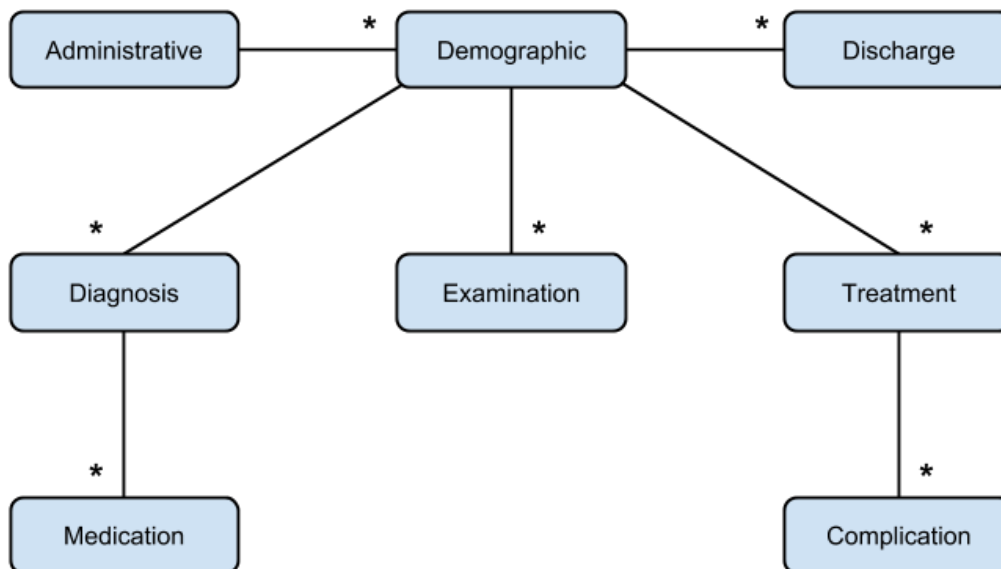 Administrative
*
Demographic
*
Discharge
*
*
*
Diagnosis
Examination
Treatment
*
*
Medication
Complication